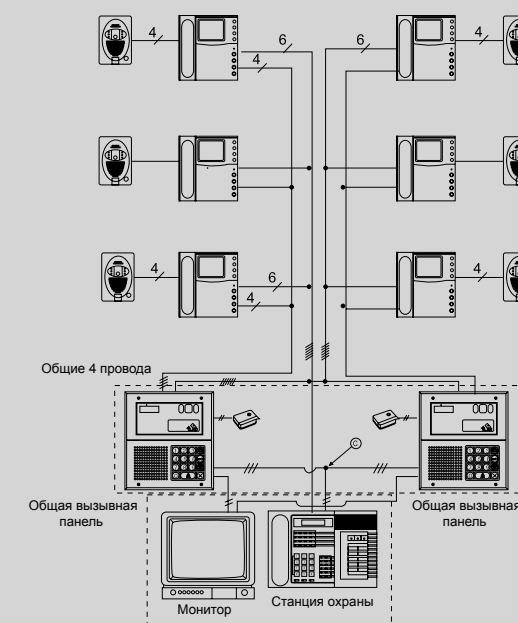 4
6
4
6
4
4
6
4
4
Общие 4 провода
C
Общая вызывная
панель
Общая вызывная
панель
Монитор
Станция охраны